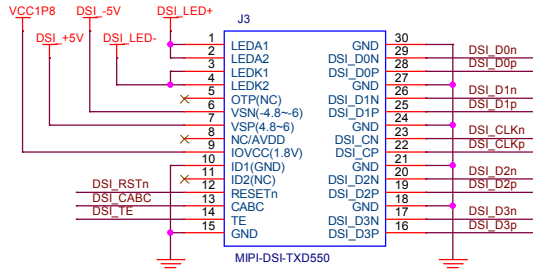 VCC1P8 DSI_-5V DSI_LED+
DSI_+5V DSI_LED-
J3
1 LEDA1 GND 30
2 LEDA2 DSI_D0N 29 DSI_D0n
3 LEDK1 DSI_D0P 28 DSI_D0p
4 LEDK2 GND 27
5 OTP(NC) DSI_D1N 26 DSI_D1n
6 VSN(-4.8~-6) DSI_D1P 25 DSI_D1p
7 VSP(4.8~6) GND 24
8 NC/AVDD DSI_CN 23 DSI_CLKn
9 IOVCC(1.8V) DSI_CP 22 DSI_CLKp
10 ID1(GND) GND 21
11 ID2(NC) DSI_D2N 20 DSI_D2n
DSI_RSTn 12 RESETn DSI_D2P 19 DSI_D2p
DSI_CABC 13 CABC GND 18
DSI_TE 14 TE DSI_D3N 17 DSI_D3n
15 GND DSI_D3P 16 DSI_D3p
MIPI-DSI-TXD550